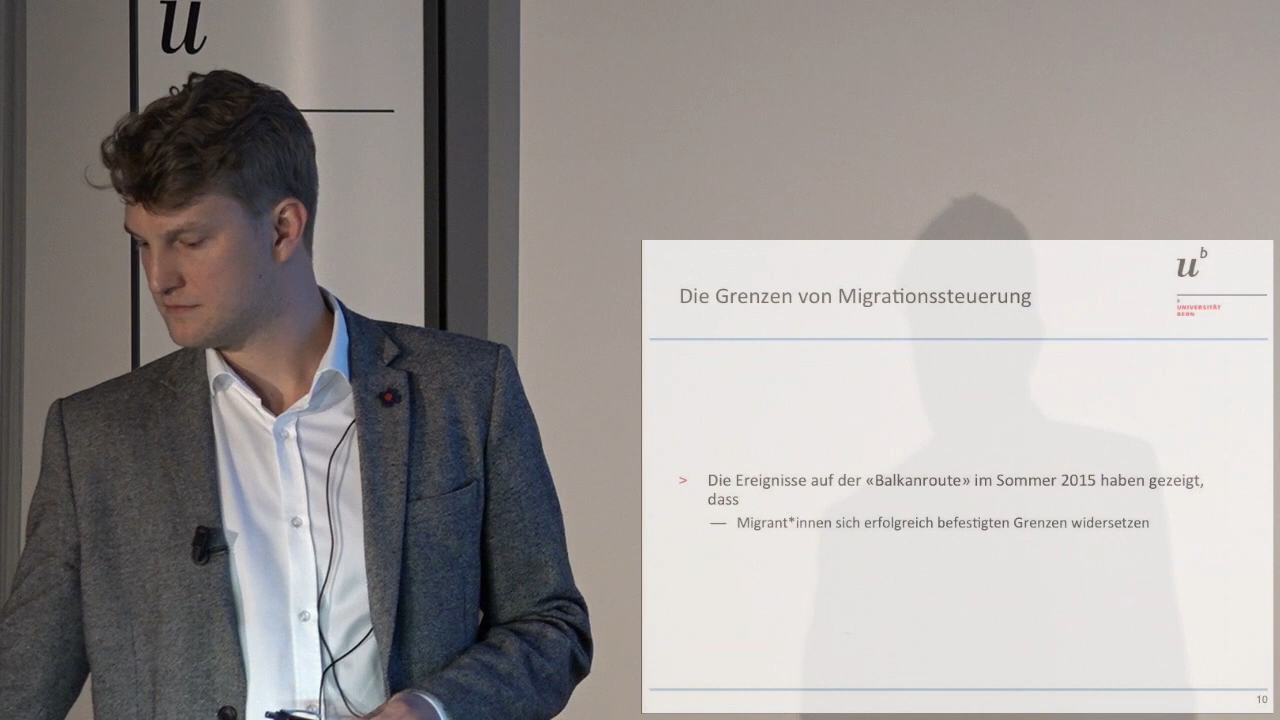 u
Die Grenzen von Migrationssteuerung
u b
b
UNIVERSITÄT
BERN
> Die Ereignisse auf der «Balkanroute» im Sommer 2015 haben gezeigt,
dass
— Migrant*innen sich erfolgreich befestigten Grenzen widersetzen
10